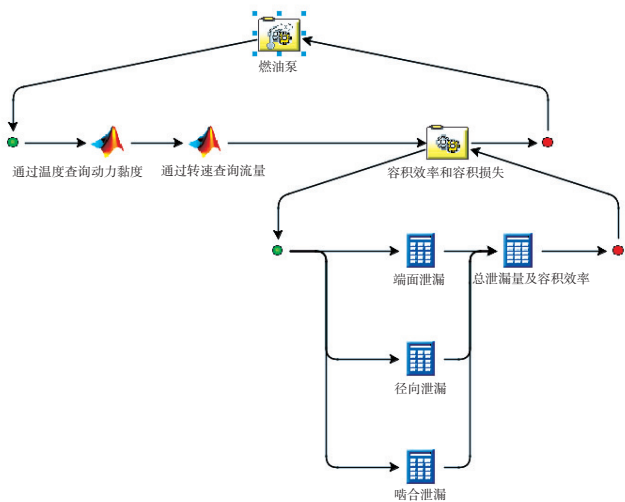 燃油泵
通过温度查询动力黏度
通过转速查询流量
容积效率和容积损失
端面泄漏
总泄漏量及容积效率
径向泄漏
啮合泄漏